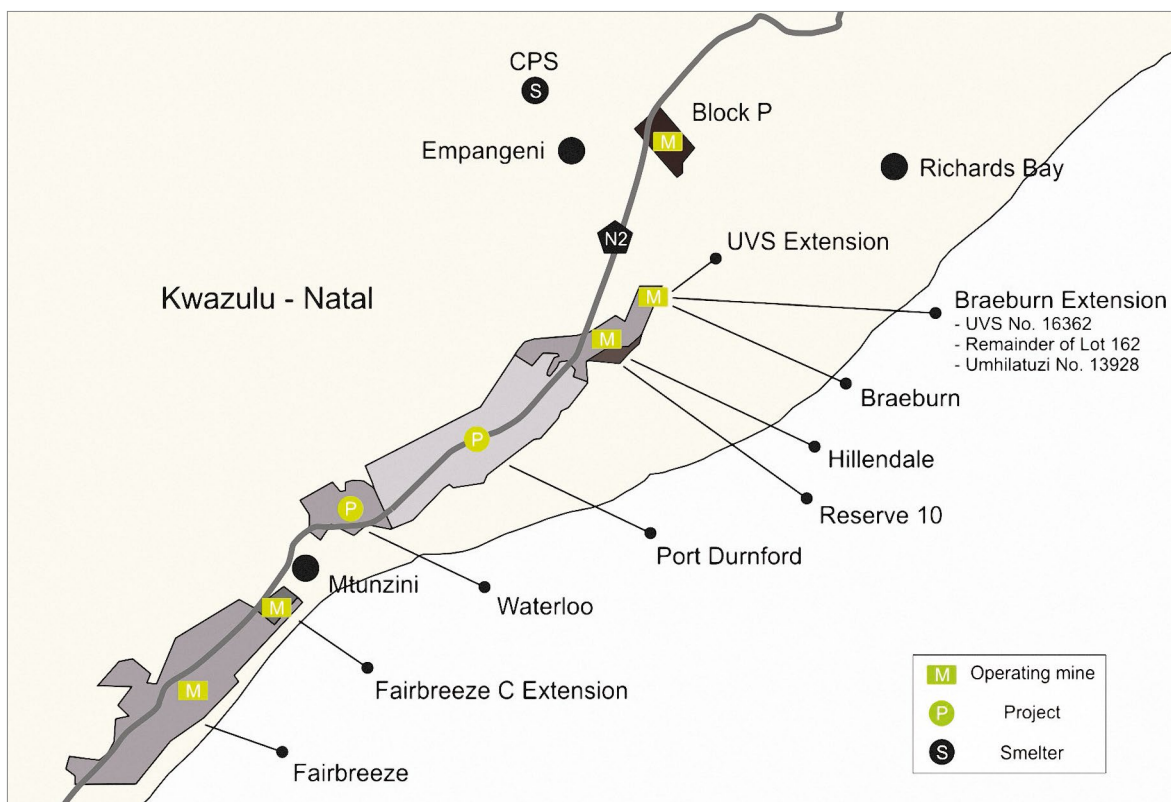 CPS
S
Block P
M
Empangeni
Richards Bay
N2
UVS Extension
Kwazulu - Natal
M
Braeburn Extension
- UVS No. 16362
- Remainder of Lot 162
- Umhilatuzi No. 13928
M
Braeburn
P
Hillendale
Reserve 10
P
Port Durnford
Mtunzini
Waterloo
M
Fairbreeze C Extension
M
Fairbreeze
M Operating mine
P Project
S Smelter